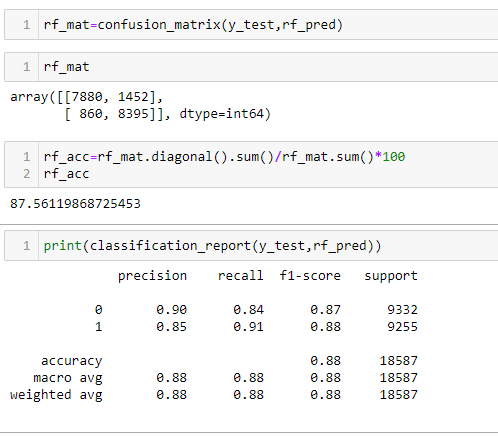 1 rf_mat=confusion_matrix(y_test,rf_pred)
1 rf_mat
array([[7880, 1452],
       [ 860, 8395]], dtype=int64)
1 rf_acc=rf_mat.diagonal().sum()/rf_mat.sum()*100
2 rf_acc
87.56119868725453
1 print(classification_report(y_test,rf_pred))
              precision    recall  f1-score   support
           0       0.90      0.84      0.87      9332
           1       0.85      0.91      0.88      9255
    accuracy                           0.88     18587
   macro avg       0.88      0.88      0.88     18587
weighted avg       0.88      0.88      0.88     18587